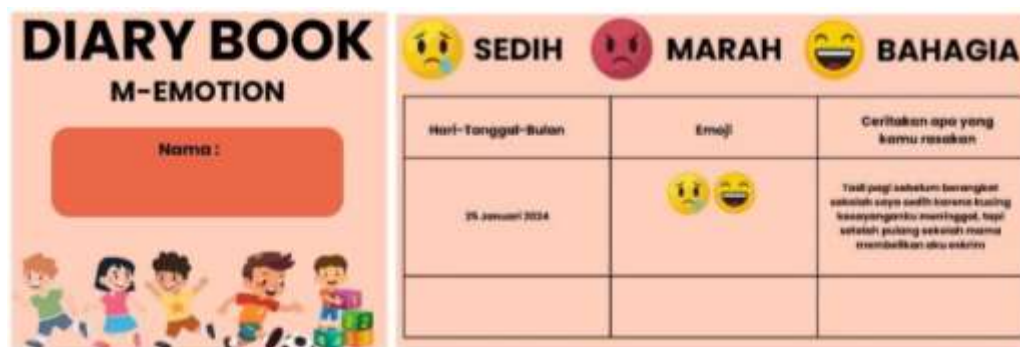 DIARY BOOK
M-EMOTION
Nama :
SEDIH
MARAH
BAHAGIA
Hari-Tanggal-Bulan
Emoji
Ceritakan apa yang
kamu rasakan
25 Januari 2024
Tadi pagi sebelum berangkat
sekolah saya sedih karena kucing
kesayanganku meninggal, tapi
setelah pulang sekolah mama
membelikan aku eskrim